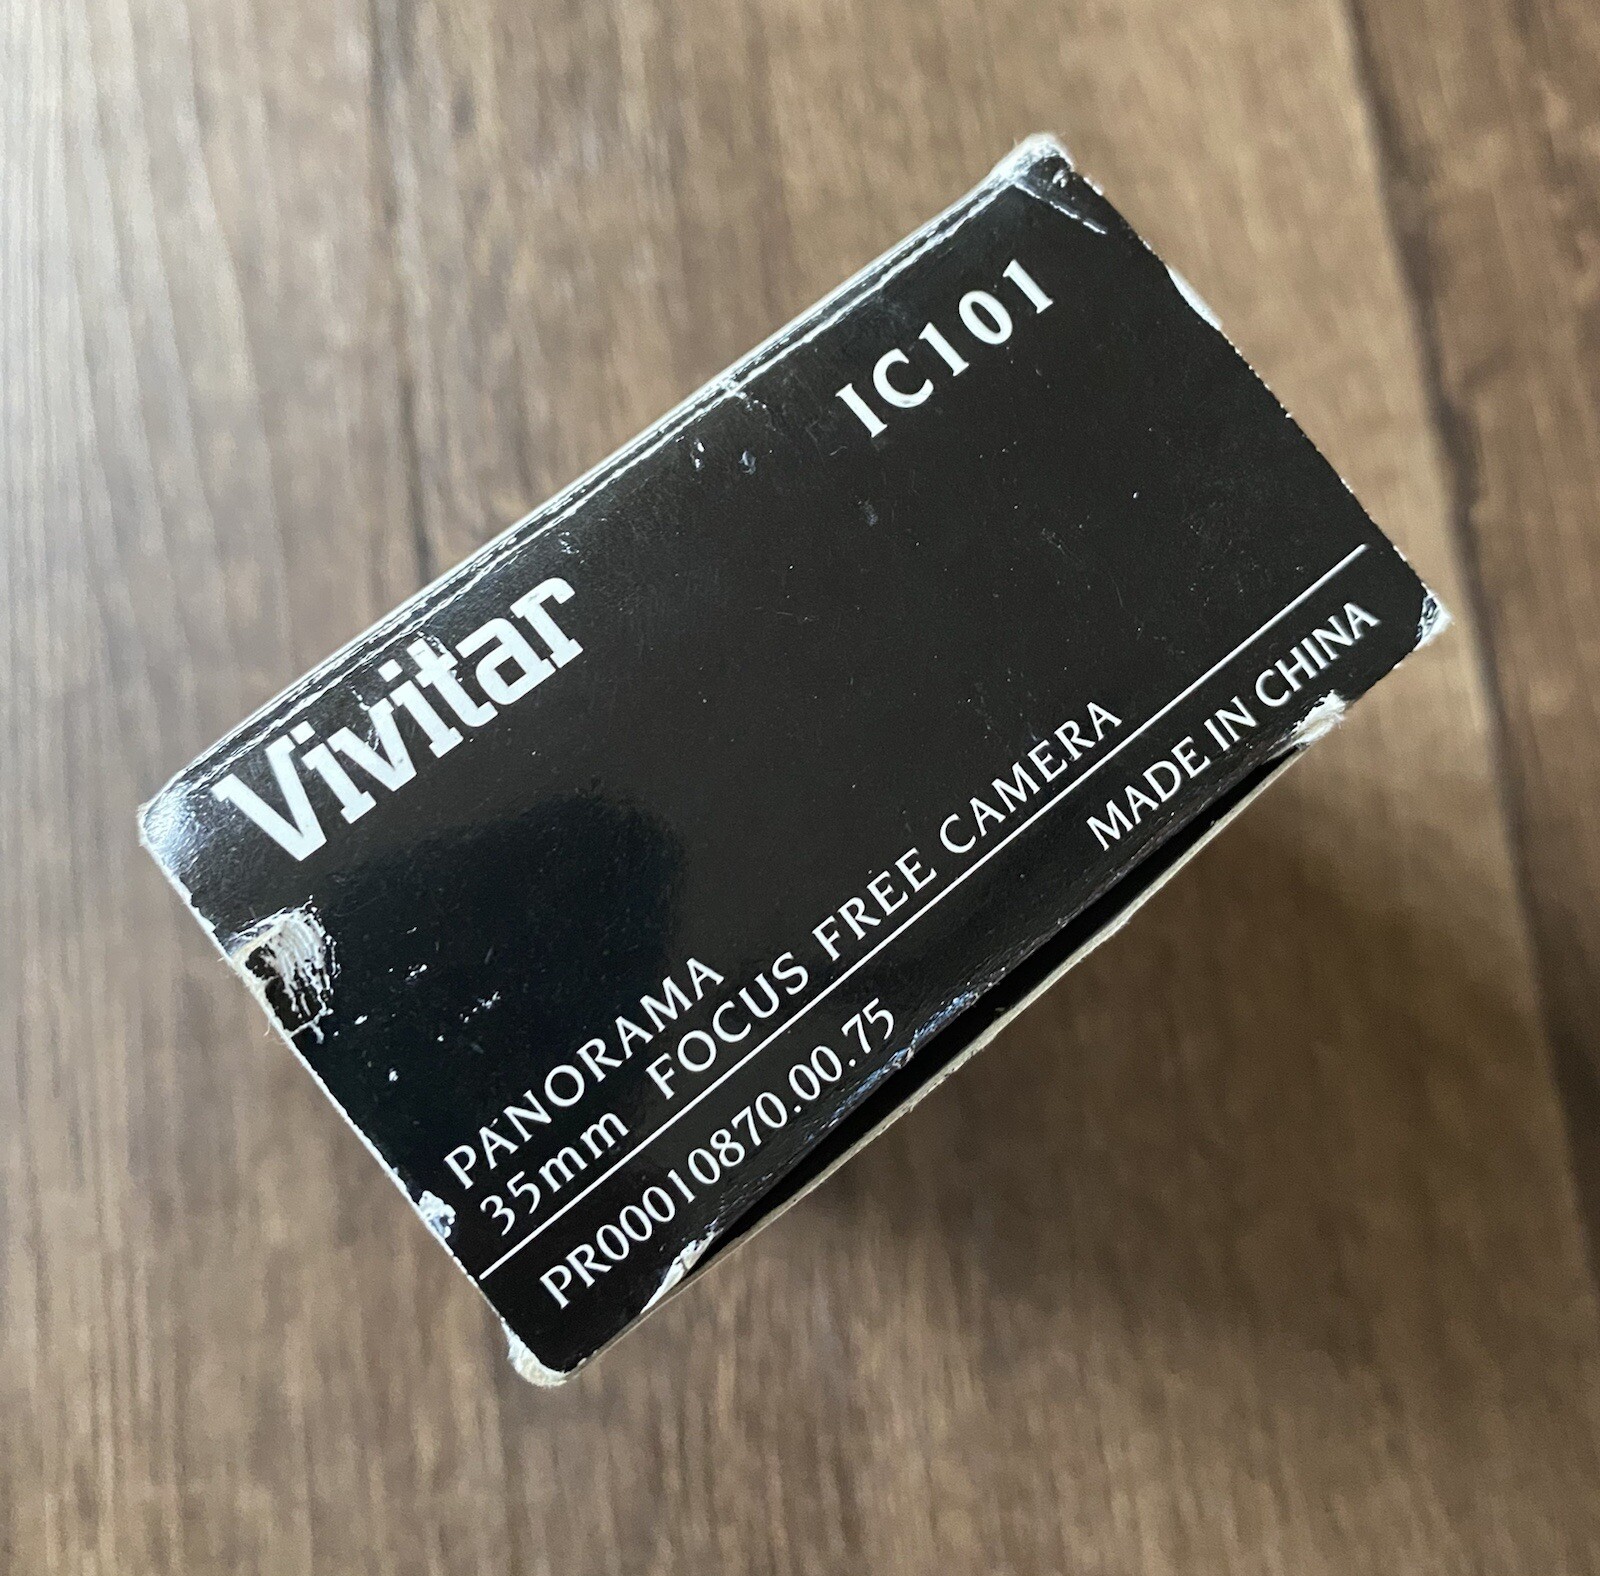 Vivitar
IC101
PANORAMA
35mm FOCUS FREE CAMERA
PR00010870.00.75
MADE IN CHINA